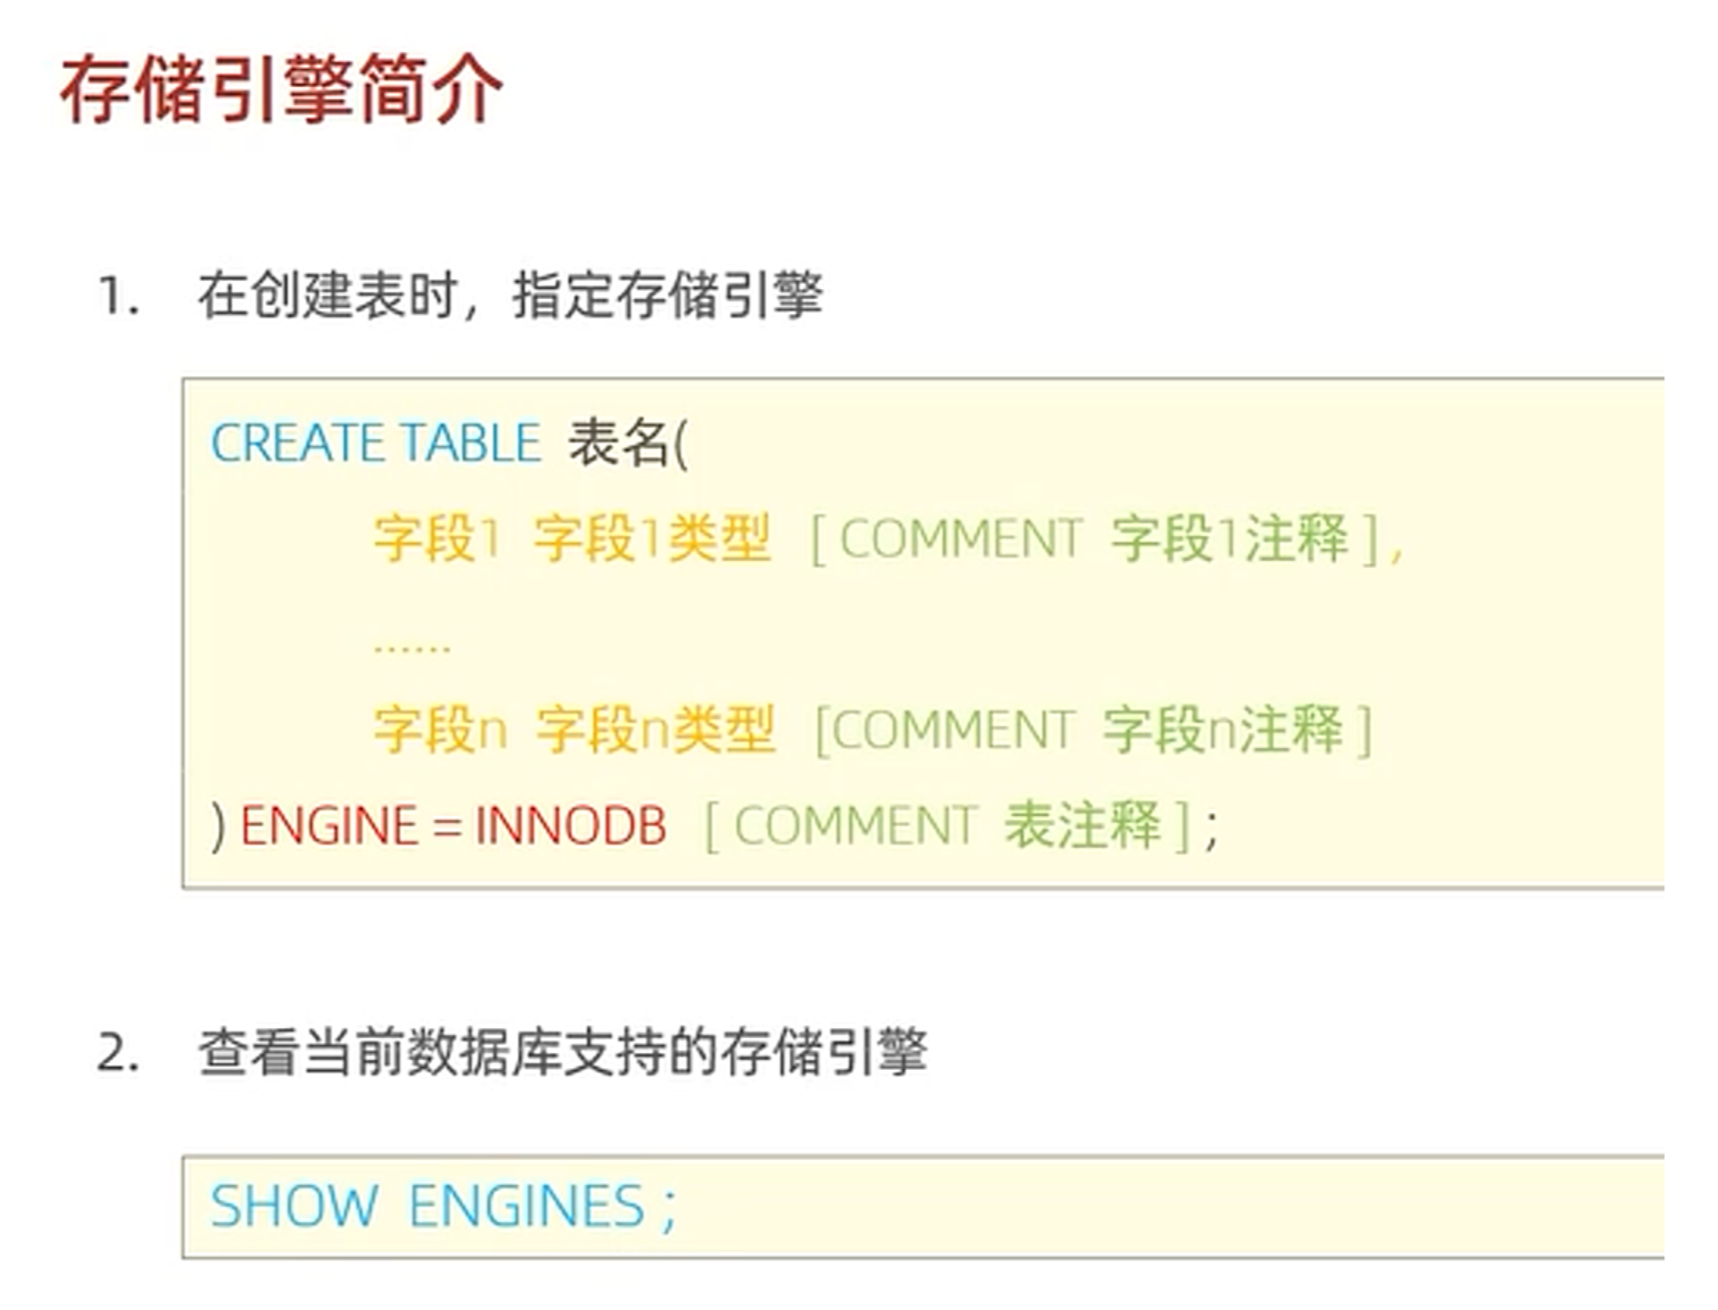 存储引擎简介
1. 在创建表时，指定存储引擎
CREATE TABLE 表名(
字段1 字段1类型 [ COMMENT 字段1注释 ] ,
......
字段n 字段n类型 [COMMENT 字段n注释 ]
) ENGINE = INNODB [ COMMENT 表注释 ] ;
2. 查看当前数据库支持的存储引擎
SHOW ENGINES ;